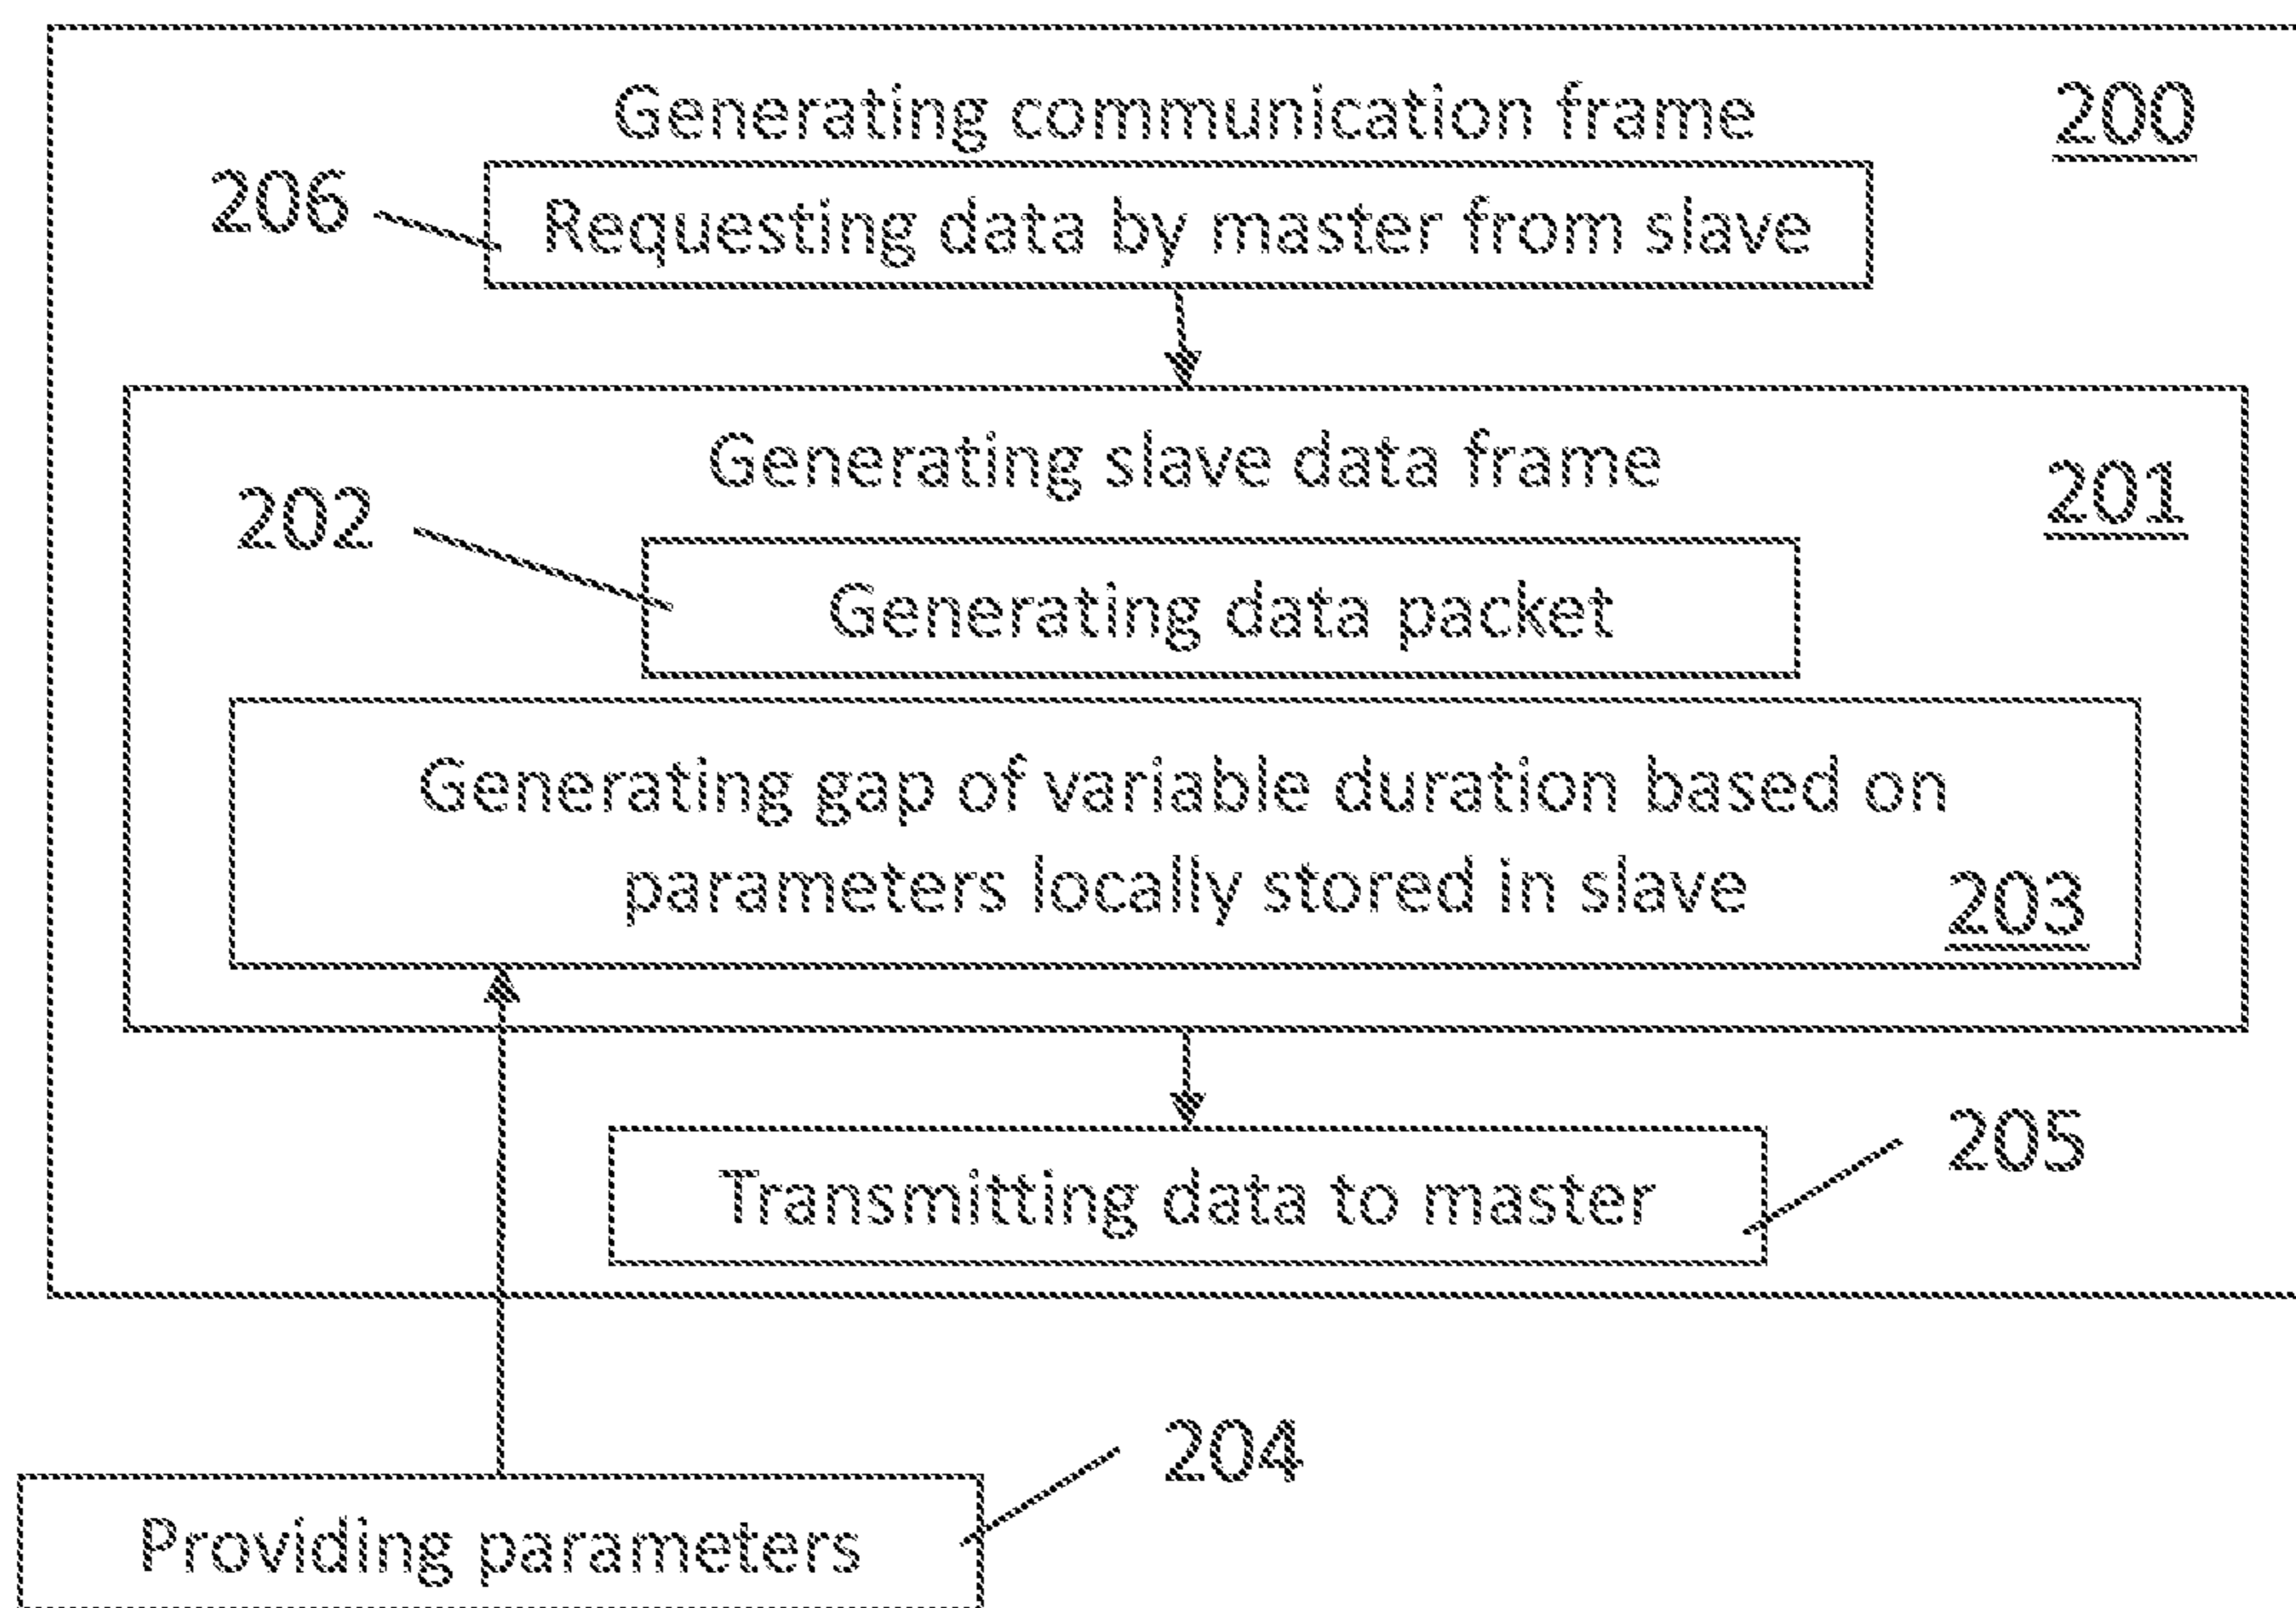 Generating communication frame 200
206 Requesting data by master from slave
Generating slave data frame 201
202 Generating data packet
Generating gap of variable duration based on
parameters locally stored in slave 203
Transmitting data to master 205
204
Providing parameters